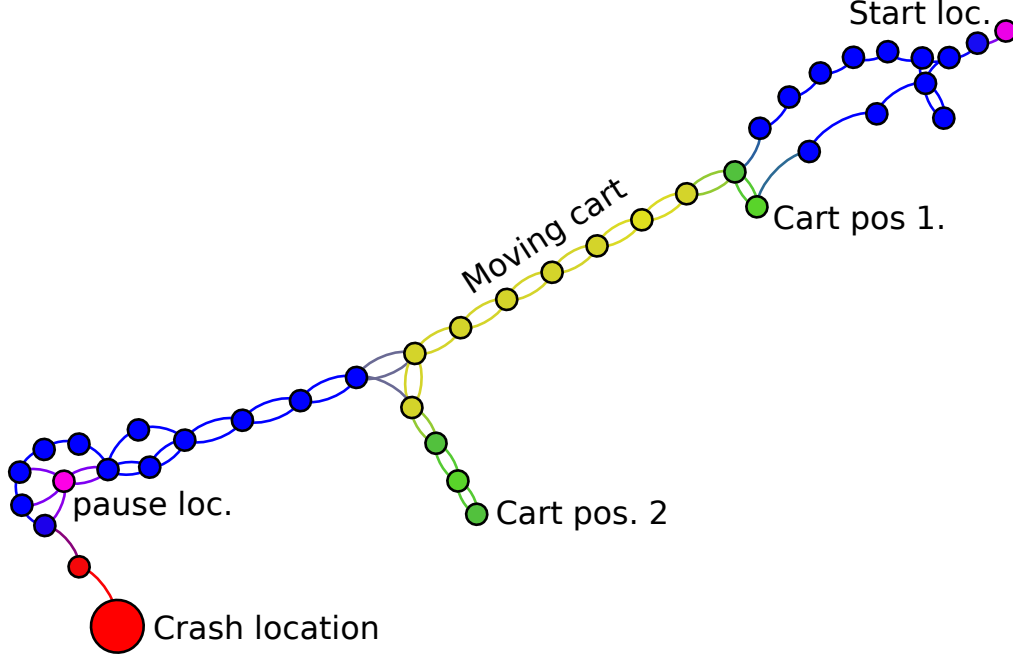 Start loc.
Cart pos 1.
Moving cart
Cart pos. 2
pause loc.
Crash location